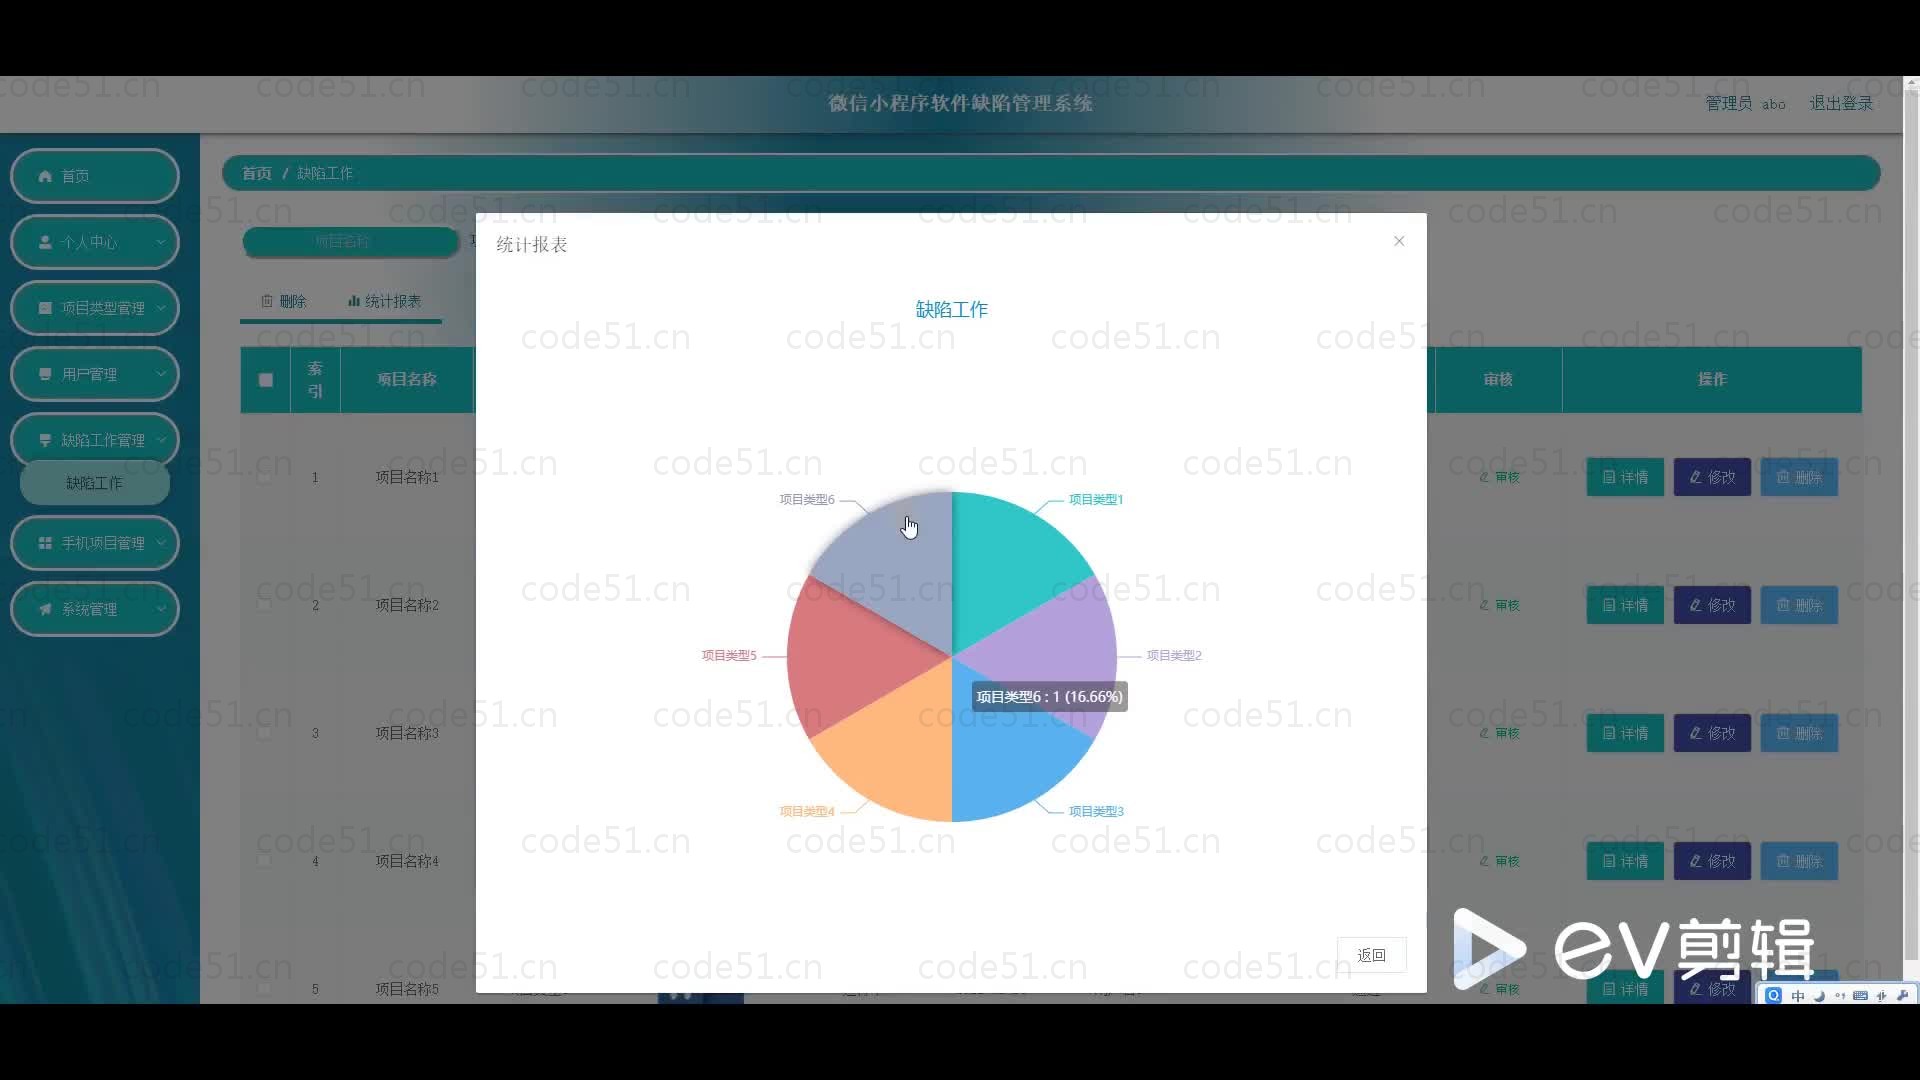 微信小程序软件缺陷管理系统
管理员 abo 退出登录
首页
个人中心
项目类型管理
用户管理
缺陷工作管理
缺陷工作
手机项目管理
系统管理
首页 / 缺陷工作
项目名称
删除 统计报表
索引 项目名称 审核 操作
1 项目名称1 审核 详情 修改 删除
2 项目名称2 审核 详情 修改 删除
3 项目名称3 审核 详情 修改 删除
4 项目名称4 审核 详情 修改 删除
5 项目名称5 审核 详情 修改
统计报表
缺陷工作
项目类型6 项目类型1
项目类型5 项目类型2
项目类型6 : 1 (16.66%)
项目类型4 项目类型3
返回
ev剪辑
中
code51.cn